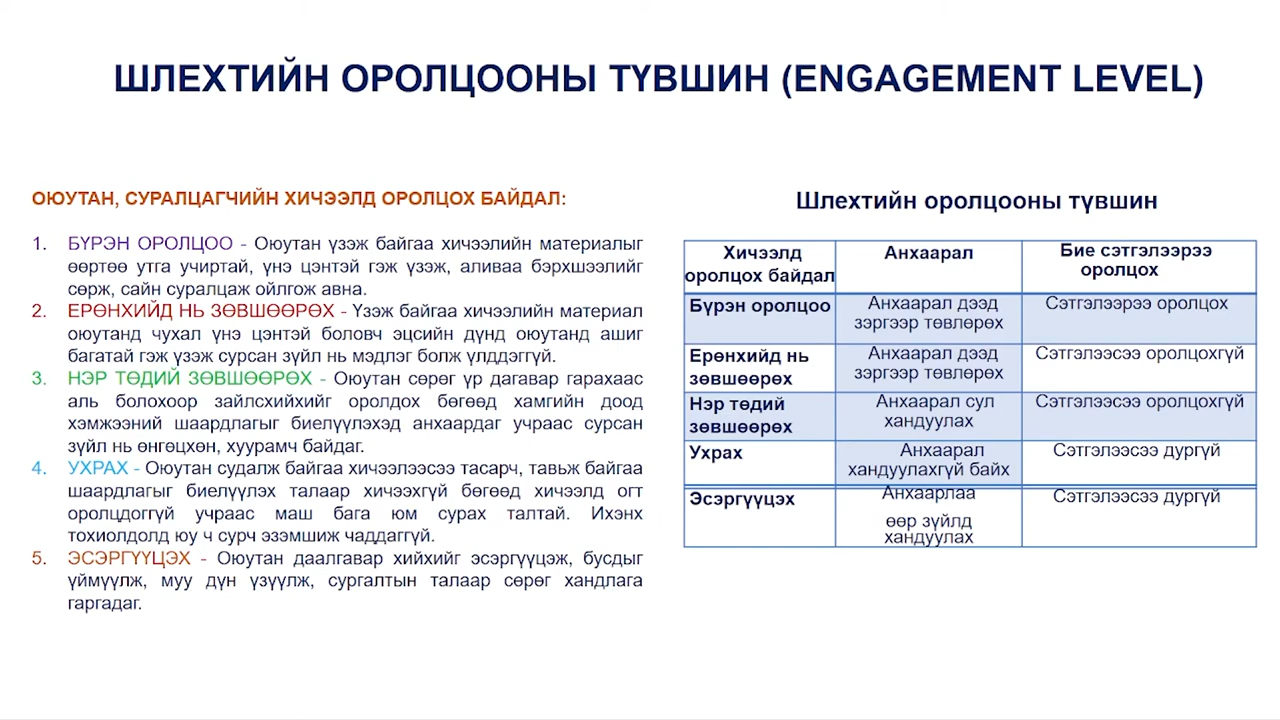 ШЛЕХТИЙН ОРОЛЦООНЫ ТҮВШИН (ENGAGEMENT LEVEL)
ОЮУТАН, СУРАЛЦАГЧИЙН ХИЧЭЭЛД ОРОЛЦОХ БАЙДАЛ:
1. БҮРЭН ОРОЛЦОО - Оюутан үзэж байгаа хичээлийн материалыг
өөртөө утга учиртай, үнэ цэнтэй гэж үзэж, аливаа бэрхшээлийг
сөрж, сайн суралцаж ойлгож авна.
2. ЕРӨНХИЙД НЬ ЗӨВШӨӨРӨХ - Үзэж байгаа хичээлийн материал
оюутанд чухал үнэ цэнтэй боловч эцсийн дүнд оюутанд ашиг
багатай гэж үзэж сурсан зүйл нь мэдлэг болж үлддэггүй.
3. НЭР ТӨДИЙ ЗӨВШӨӨРӨХ - Оюутан сөрөг үр дагавар гарахаас
аль болохоор зайлсхийхийг оролдох бөгөөд хамгийн доод
хэмжээний шаардлагыг биелүүлэхэд анхаардаг учраас сурсан
зүйл нь өнгөцхөн, хуурамч байдаг.
4. УХРАХ - Оюутан судалж байгаа хичээлээсээ тасарч, тавьж байгаа
шаардлагыг биелүүлэх талаар хичээхгүй бөгөөд хичээлд огт
оролцдоггүй учраас маш бага юм сурах талтай. Ихэнх
тохиолдолд юу ч сурч эзэмшиж чаддаггүй.
5. ЭСЭРГҮҮЦЭХ - Оюутан даалгавар хийхийг эсэргүүцэж, бусдыг
үймүүлж, муу дүн үзүүлж, сургалтын талаар сөрөг хандлага
гаргадаг.
Шлехтийн оролцооны түвшин
Хичээлд
оролцох байдал
Анхаарал
Бие сэтгэлээрээ
оролцох
Бүрэн оролцоо
Анхаарал дээд
зэргээр төвлөрөх
Сэтгэлээрээ оролцох
Ерөнхийд нь
зөвшөөрөх
Анхаарал дээд
зэргээр төвлөрөх
Сэтгэлээсээ оролцохгүй
Нэр төдий
зөвшөөрөх
Анхаарал сул
хандуулах
Сэтгэлээсээ оролцохгүй
Ухрах
Анхаарал
хандуулахгүй байх
Сэтгэлээсээ дургүй
Эсэргүүцэх
Анхаарлаа
өөр зүйлд
хандуулах
Сэтгэлээсээ дургүй